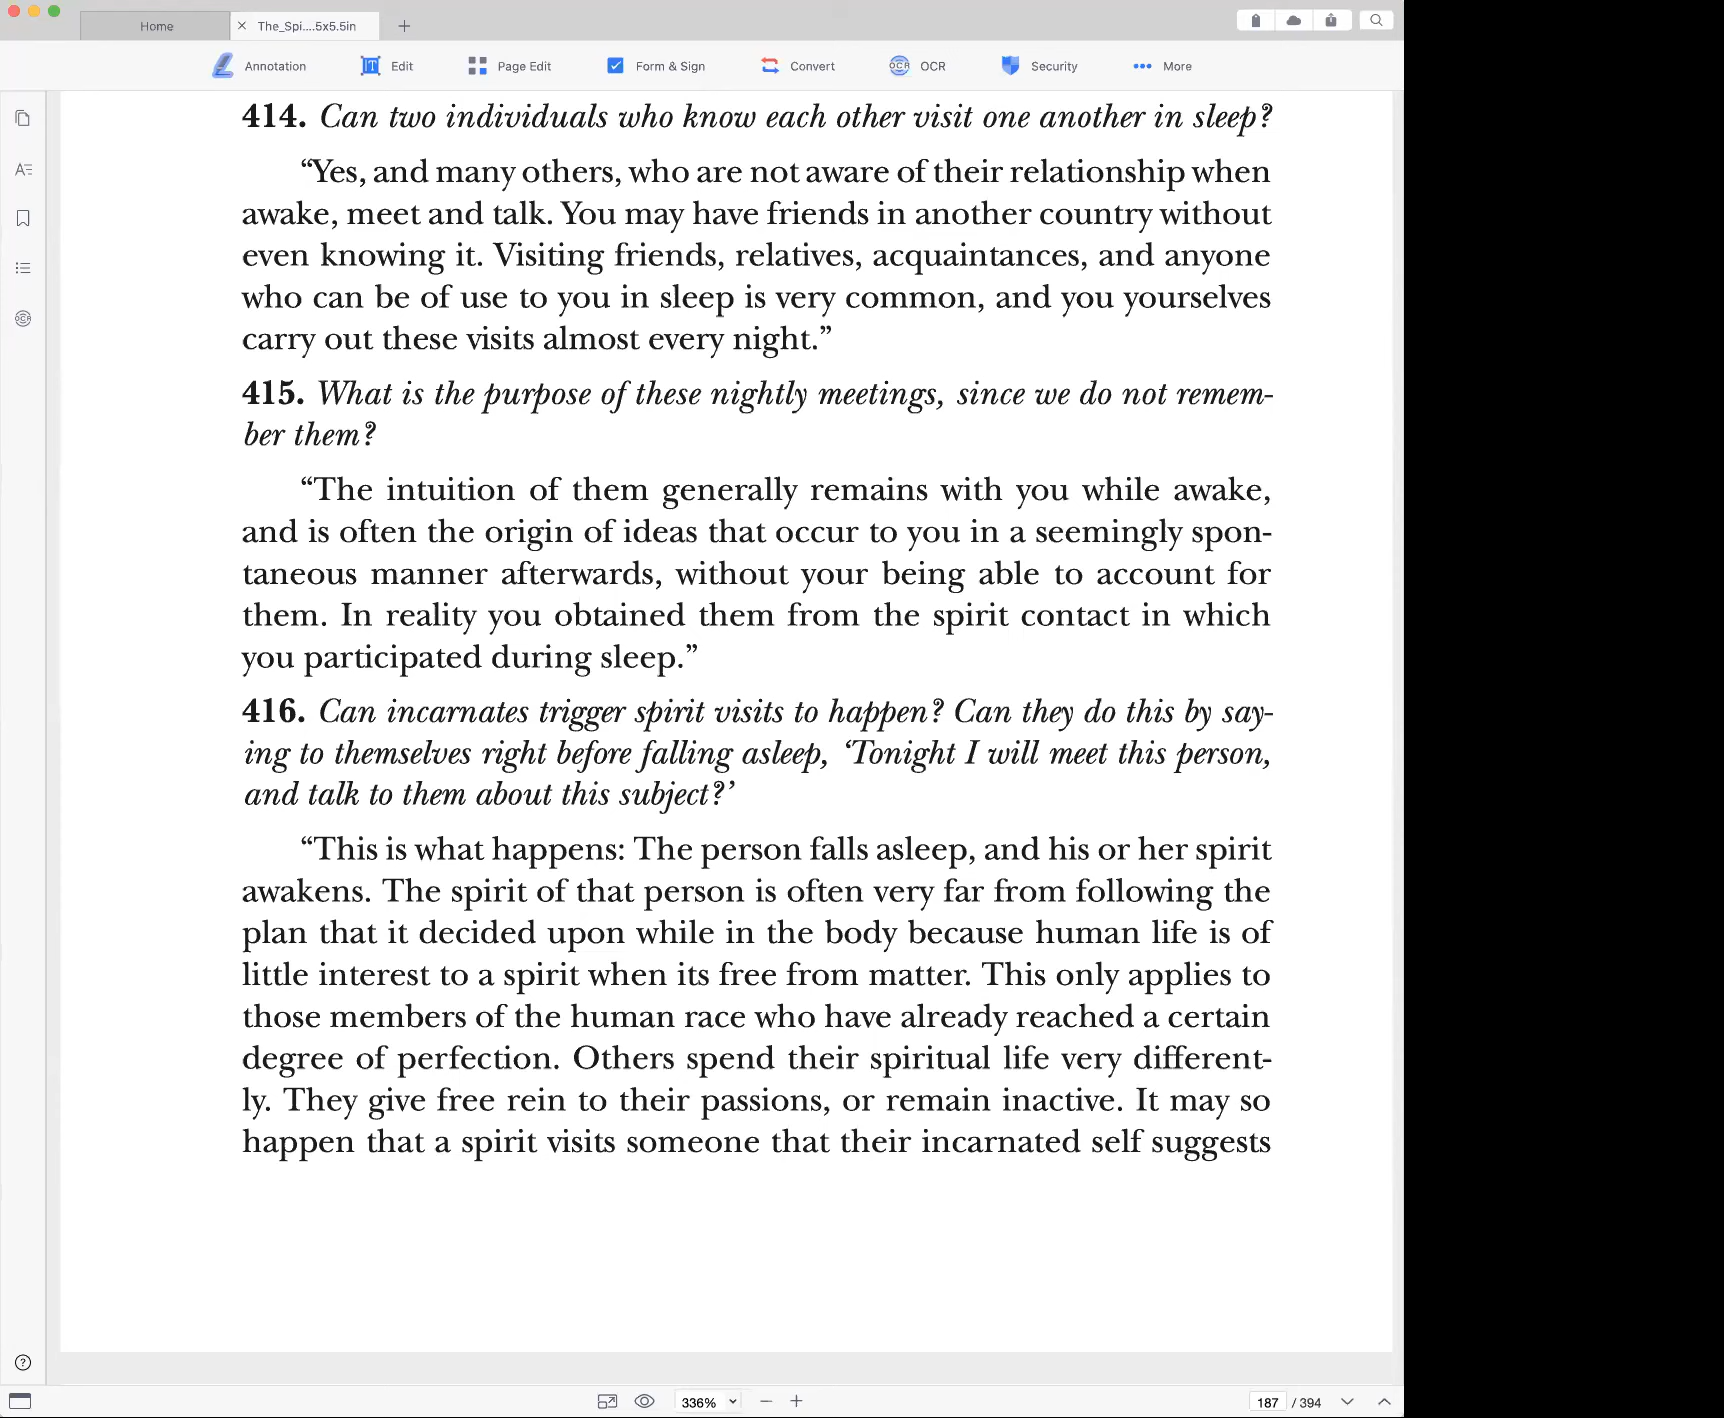 Home
The_Spi....5x5.5in
Annotation
Edit
Page Edit
Form & Sign
Convert
OCR
Security
More
414. Can two individuals who know each other visit one another in sleep?
“Yes, and many others, who are not aware of their relationship when
awake, meet and talk. You may have friends in another country without
even knowing it. Visiting friends, relatives, acquaintances, and anyone
who can be of use to you in sleep is very common, and you yourselves
carry out these visits almost every night.”
415. What is the purpose of these nightly meetings, since we do not remem-
ber them?
“The intuition of them generally remains with you while awake,
and is often the origin of ideas that occur to you in a seemingly spon-
taneous manner afterwards, without your being able to account for
them. In reality you obtained them from the spirit contact in which
you participated during sleep.”
416. Can incarnates trigger spirit visits to happen? Can they do this by say-
ing to themselves right before falling asleep, ‘Tonight I will meet this person,
and talk to them about this subject?’
“This is what happens: The person falls asleep, and his or her spirit
awakens. The spirit of that person is often very far from following the
plan that it decided upon while in the body because human life is of
little interest to a spirit when its free from matter. This only applies to
those members of the human race who have already reached a certain
degree of perfection. Others spend their spiritual life very different-
ly. They give free rein to their passions, or remain inactive. It may so
happen that a spirit visits someone that their incarnated self suggests
336%
187 / 394